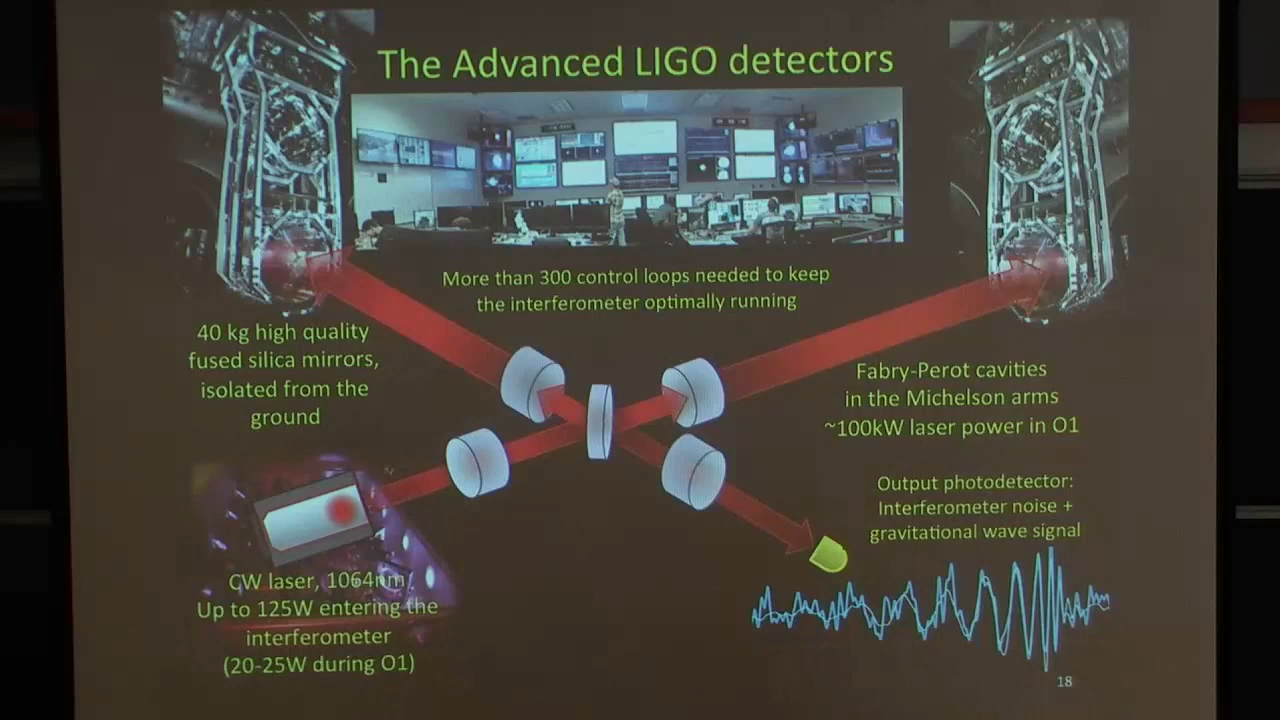 The Advanced LIGO detectors
More than 300 control loops needed to keep
the interferometer optimally running
40 kg high quality
fused silica mirrors,
isolated from the
ground
Fabry-Perot cavities
in the Michelson arms
~100kW laser power in O1
Output photodetector:
Interferometer noise +
gravitational wave signal
CW laser, 1064nm,
Up to 125W entering the
interferometer
(20-25W during O1)
18